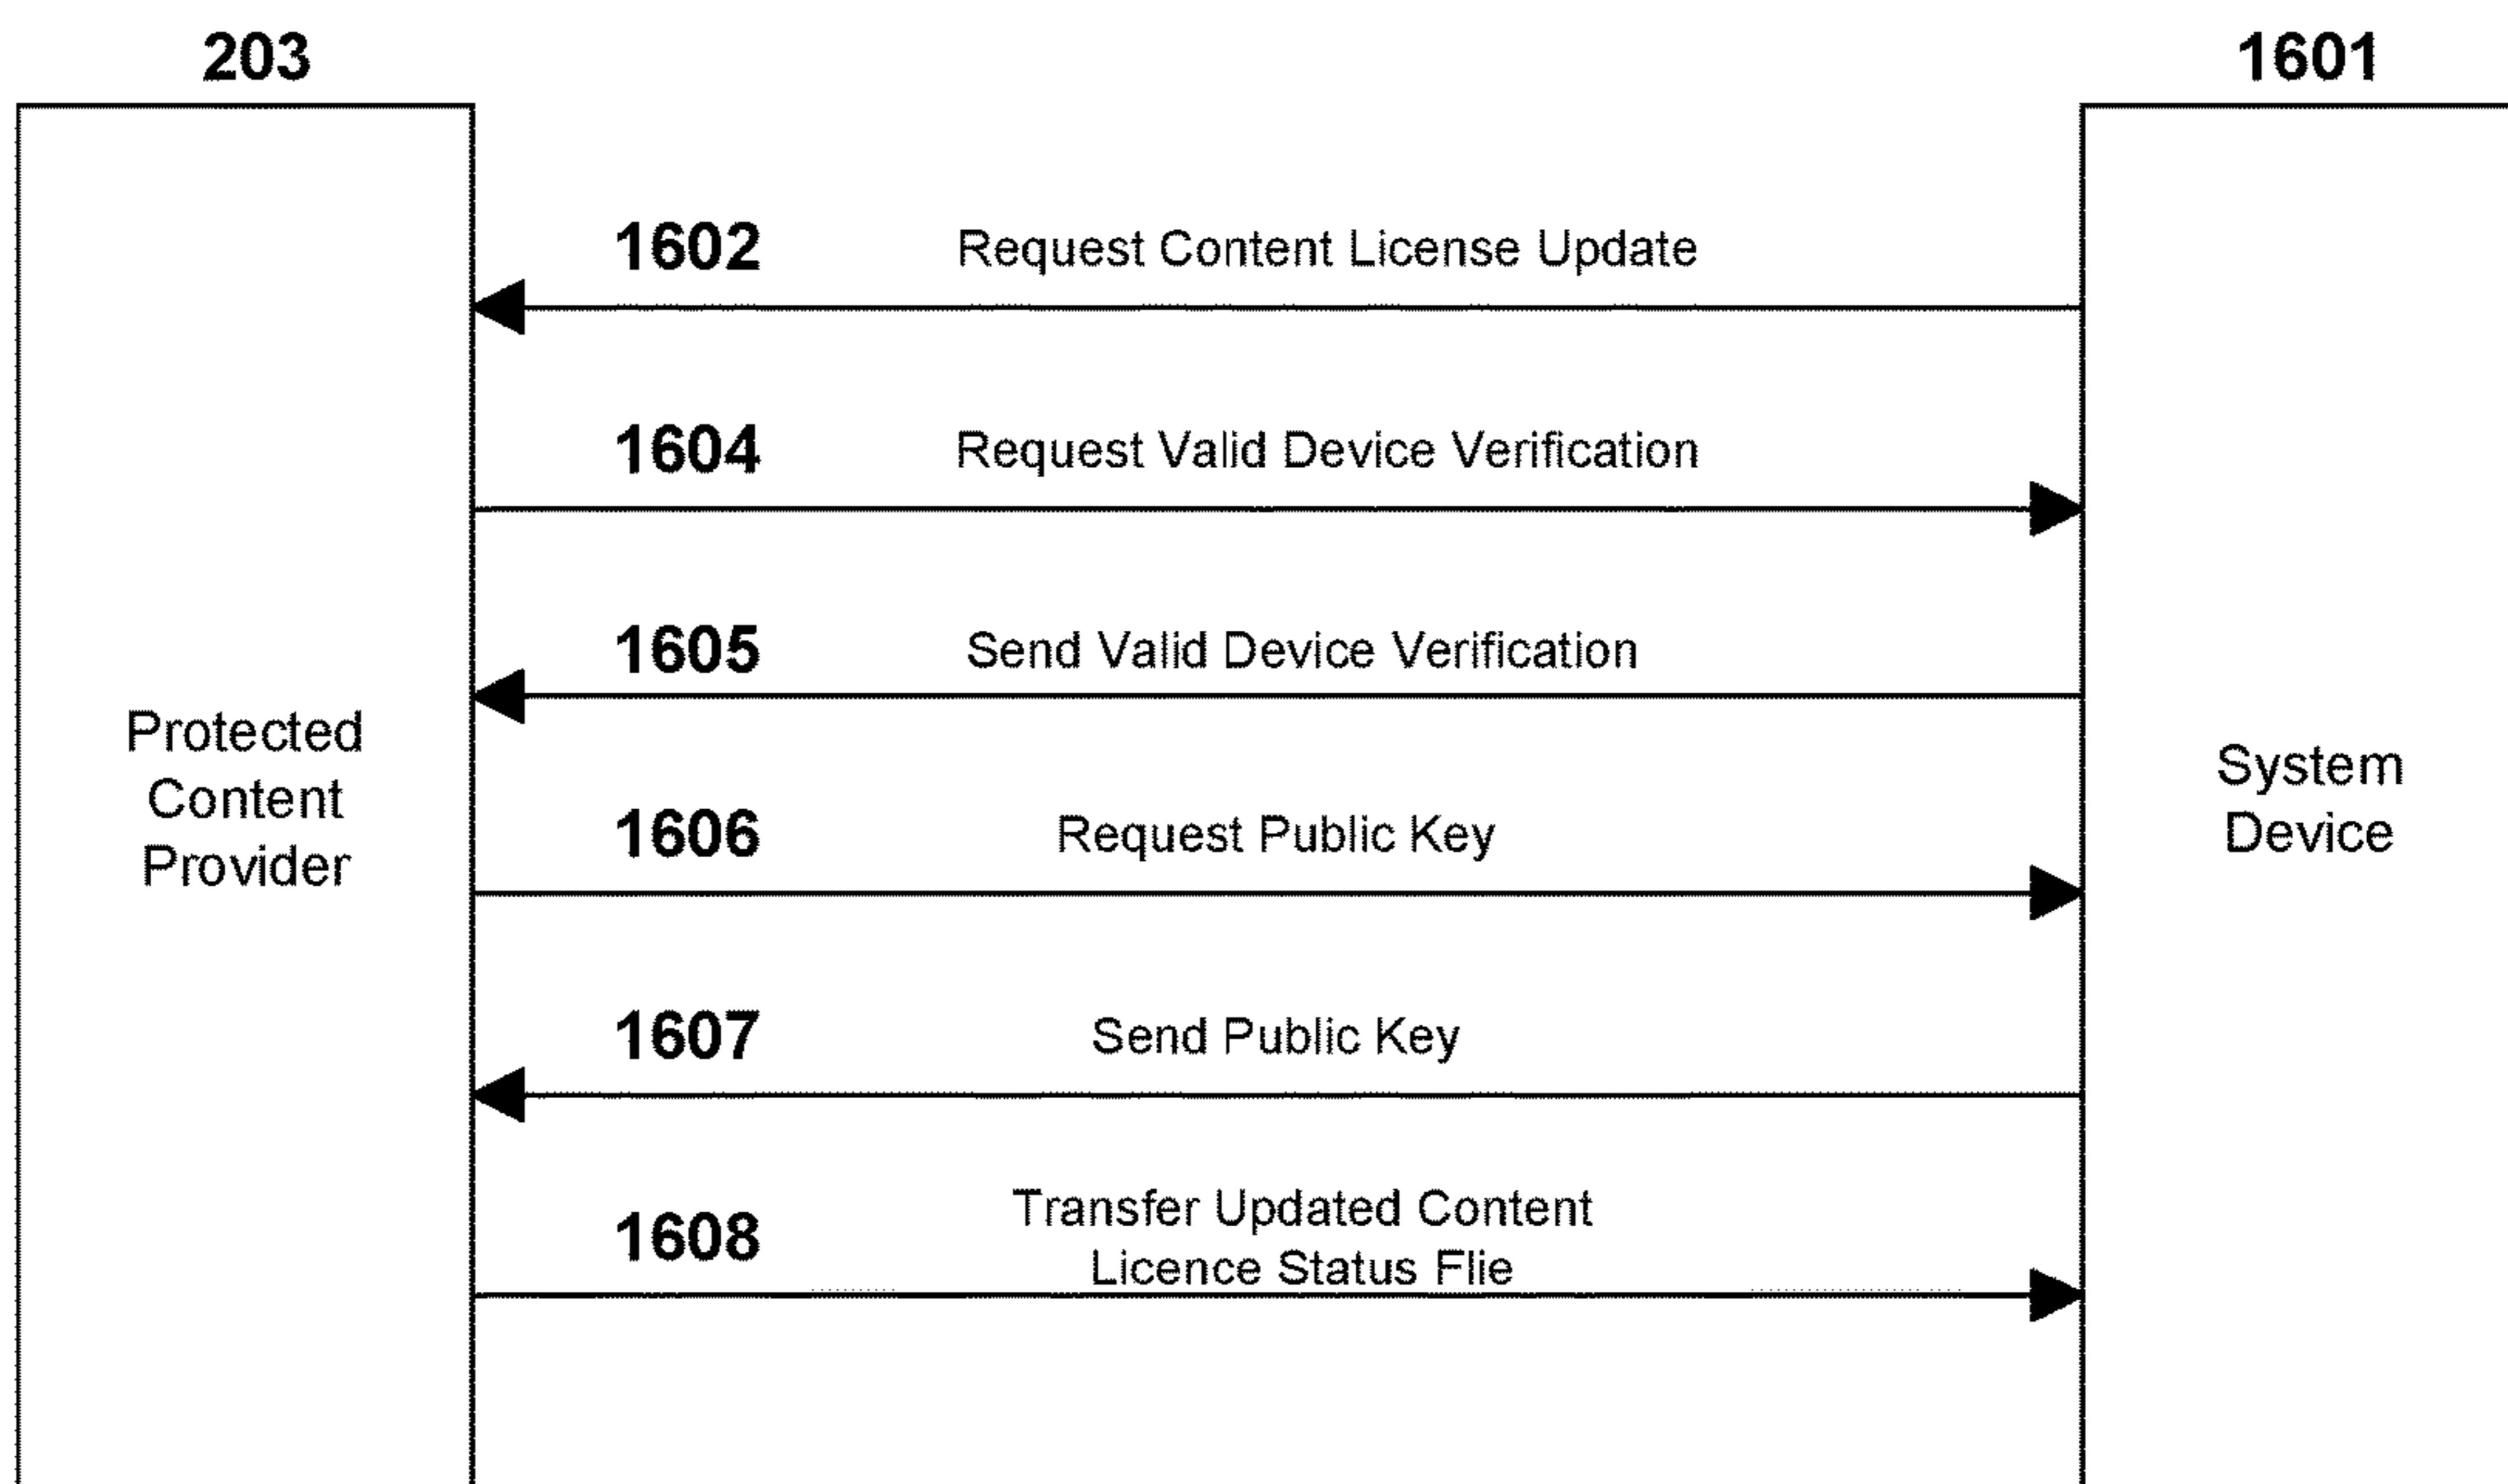 203
1601
1602 Request Content License Update
1604 Request Valid Device Verification
1605 Send Valid Device Verification
Protected
Content
Provider
System
Device
1606 Request Public Key
1607 Send Public Key
1608 Transfer Updated Content
Licence Status Flie